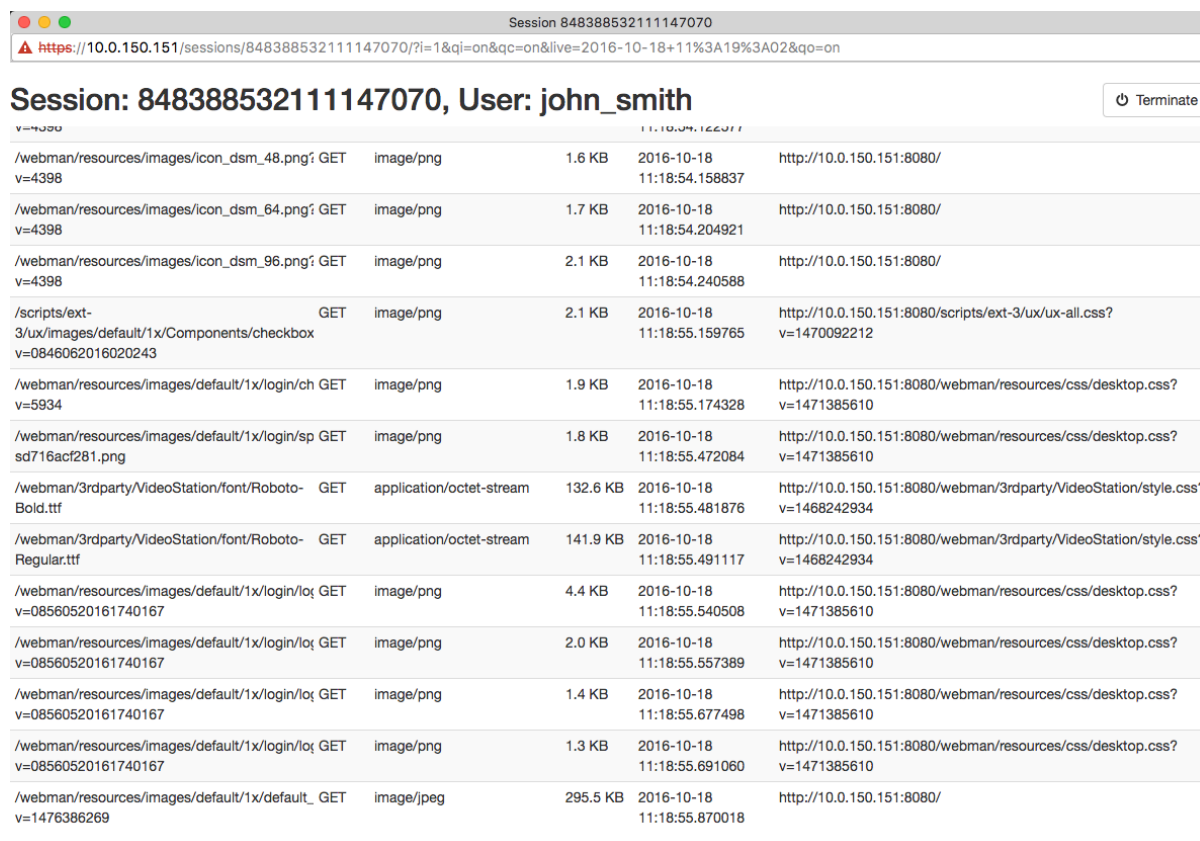 Session 848388532111147070
https://10.0.150.151/sessions/848388532111147070/?i=1&qi=on&qc=on&live=2016-10-18+11%3A19%3A02&qo=on
Session: 848388532111147070, User: john_smith
Terminate
v=4398 11:18:54.122577
/webman/resources/images/icon_dsm_48.png? GET image/png 1.6 KB 2016-10-18 http://10.0.150.151:8080/
v=4398 11:18:54.158837
/webman/resources/images/icon_dsm_64.png? GET image/png 1.7 KB 2016-10-18 http://10.0.150.151:8080/
v=4398 11:18:54.204921
/webman/resources/images/icon_dsm_96.png? GET image/png 2.1 KB 2016-10-18 http://10.0.150.151:8080/
v=4398 11:18:54.240588
/scripts/ext- GET image/png 2.1 KB 2016-10-18 http://10.0.150.151:8080/scripts/ext-3/ux/ux-all.css?
3/ux/images/default/1x/Components/checkbox 11:18:55.159765 v=1470092212
v=0846062016020243
/webman/resources/images/default/1x/login/ch GET image/png 1.9 KB 2016-10-18 http://10.0.150.151:8080/webman/resources/css/desktop.css?
v=5934 11:18:55.174328 v=1471385610
/webman/resources/images/default/1x/login/sp GET image/png 1.8 KB 2016-10-18 http://10.0.150.151:8080/webman/resources/css/desktop.css?
sd716acf281.png 11:18:55.472084 v=1471385610
/webman/3rdparty/VideoStation/font/Roboto- GET application/octet-stream 132.6 KB 2016-10-18 http://10.0.150.151:8080/webman/3rdparty/VideoStation/style.css?
Bold.ttf 11:18:55.481876 v=1468242934
/webman/3rdparty/VideoStation/font/Roboto- GET application/octet-stream 141.9 KB 2016-10-18 http://10.0.150.151:8080/webman/3rdparty/VideoStation/style.css?
Regular.ttf 11:18:55.491117 v=1468242934
/webman/resources/images/default/1x/login/log GET image/png 4.4 KB 2016-10-18 http://10.0.150.151:8080/webman/resources/css/desktop.css?
v=08560520161740167 11:18:55.540508 v=1471385610
/webman/resources/images/default/1x/login/log GET image/png 2.0 KB 2016-10-18 http://10.0.150.151:8080/webman/resources/css/desktop.css?
v=08560520161740167 11:18:55.557389 v=1471385610
/webman/resources/images/default/1x/login/log GET image/png 1.4 KB 2016-10-18 http://10.0.150.151:8080/webman/resources/css/desktop.css?
v=08560520161740167 11:18:55.677498 v=1471385610
/webman/resources/images/default/1x/login/log GET image/png 1.3 KB 2016-10-18 http://10.0.150.151:8080/webman/resources/css/desktop.css?
v=08560520161740167 11:18:55.691060 v=1471385610
/webman/resources/images/default/1x/default_ GET image/jpeg 295.5 KB 2016-10-18 http://10.0.150.151:8080/
v=1476386269 11:18:55.870018